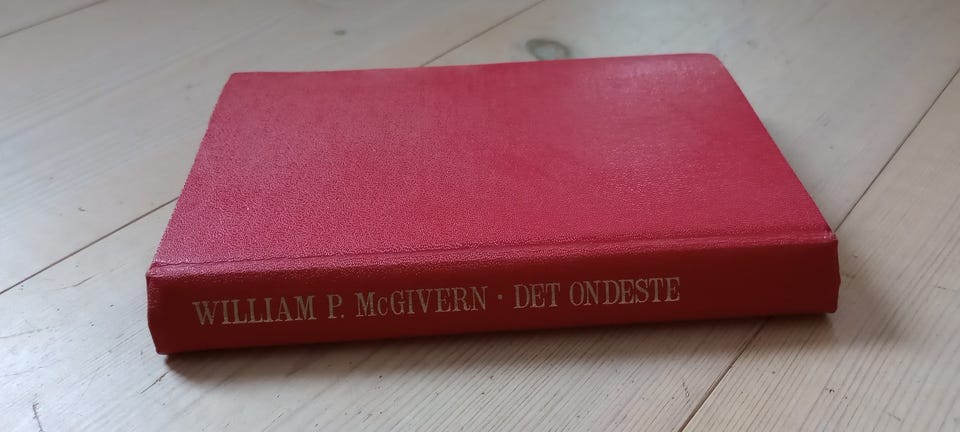 WILLIAM P. McGIVERN · DET ONDESTE